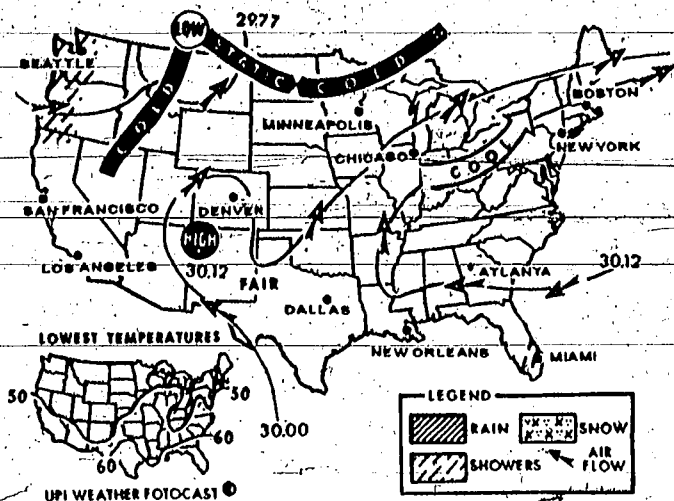 LOW
29.77
SEATTLE
COLD
STATIC COLD
MINNEAPOLIS
BOSTON
NEW YORK
CHICAGO
COOL
SAN FRANCISCO
DENVER
HIGH
30.12
FAIR
LOS ANGELES
ATLANTA
30.12
DALLAS
NEW ORLEANS
MIAMI
30.00
LOWEST TEMPERATURES
50
50
60
60
UPI WEATHER FOTOCAST
LEGEND
RAIN
SNOW
SHOWERS
AIR
FLOW